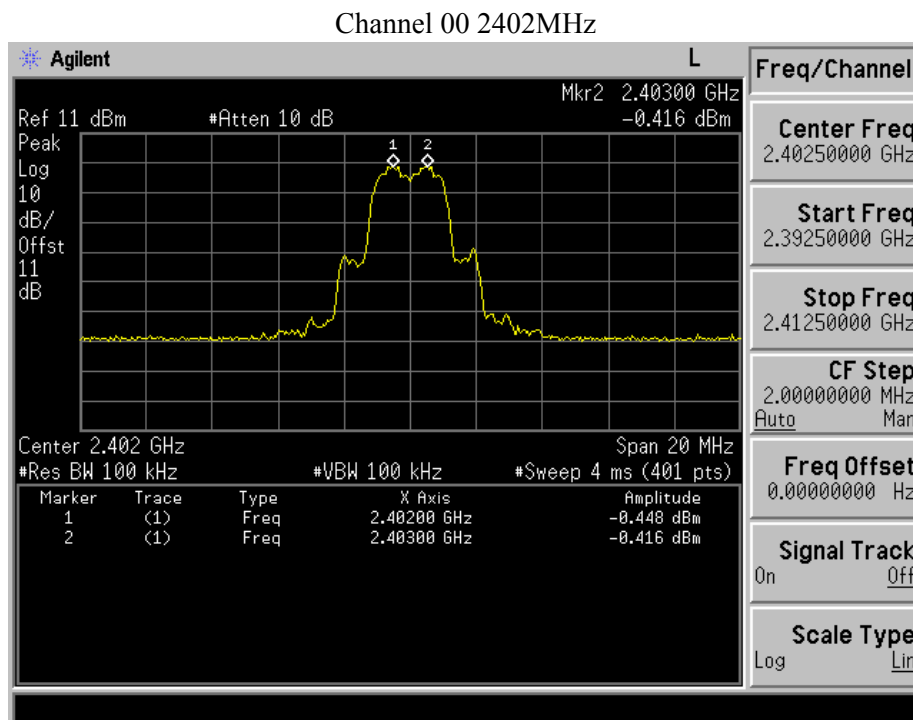 Channel 00 2402MHz
Agilent L
Mkr2 2.40300 GHz
Ref 11 dBm #Atten 10 dB -0.416 dBm
Peak
Log
10
dB/
Offst
11
dB
1 2
Center 2.402 GHz Span 20 MHz
#Res BW 100 kHz #VBW 100 kHz #Sweep 4 ms (401 pts)
Marker Trace Type X Axis Amplitude
1 (1) Freq 2.40200 GHz -0.448 dBm
2 (1) Freq 2.40300 GHz -0.416 dBm
Freq/Channel
Center Freq
2.40250000 GHz
Start Freq
2.39250000 GHz
Stop Freq
2.41250000 GHz
CF Step
2.00000000 MHz
Auto Man
Freq Offset
0.00000000 Hz
Signal Track
On Off
Scale Type
Log Lin